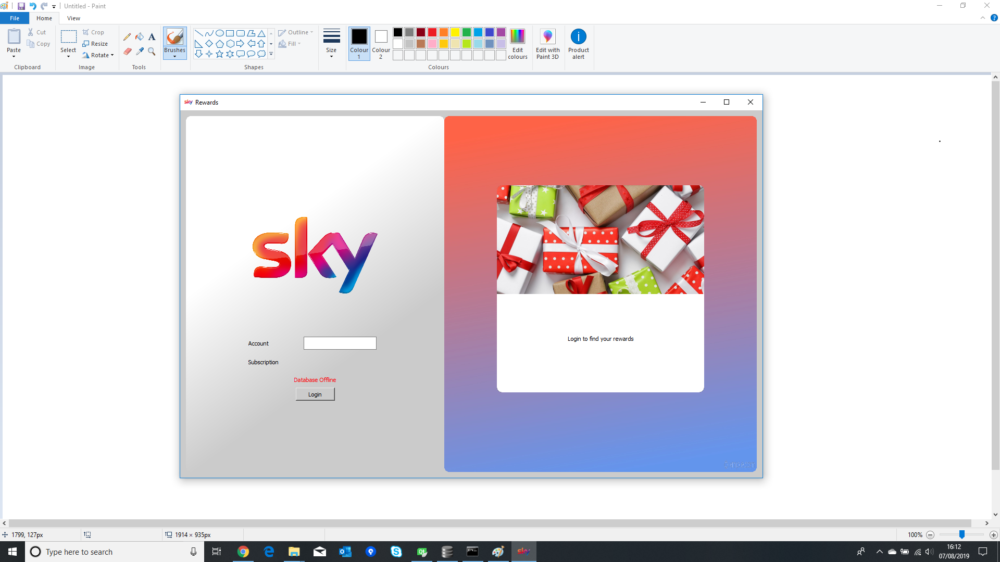 Untitled - Paint
File Home View
Paste
Cut
Copy
Clipboard
Select
Crop
Resize
Rotate
Image
A
Tools
Brushes
Shapes
Outline
Fill
Size
Colour 1
Colour 2
Colours
Edit colours
Edit with Paint 3D
Product alert
sky Rewards
sky
Account
Subscription
Database Offline
Login
Login to find your rewards
1799, 127px
1914 × 935px
100%
Type here to search
sky
16:12
07/08/2019